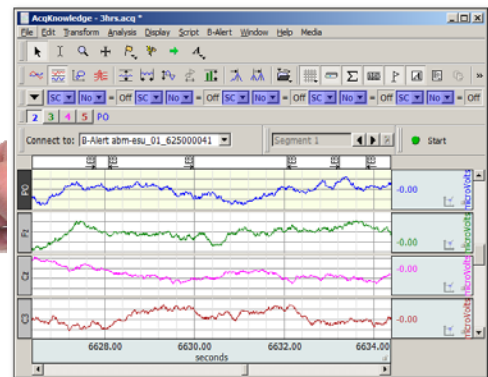 AcqKnowledge - 3hrs.acq *
File Edit Transform Analysis Display Script B-Alert Window Help Media
SC No = Off SC No = Off SC No = Off SC No = Off SC No = Off
2 3 4 5 PO
Connect to: B-Alert abm-esu_01_625000041 Segment 1 Start
PO -0.00 microVolts
Fz -0.00 microVolts
Cz -0.00 microVolts
C3 -0.00 microVolts
6628.00 6630.00 6632.00 6634.00
seconds